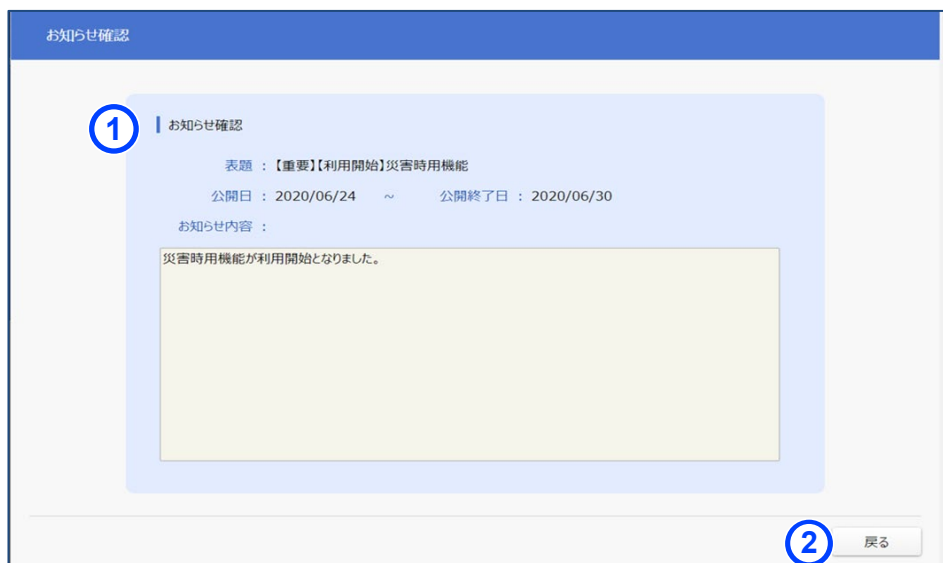 お知らせ確認
1
お知らせ確認
表題 : 【重要】【利用開始】災害時用機能
公開日 : 2020/06/24 ~ 公開終了日 : 2020/06/30
お知らせ内容 :
災害時用機能が利用開始となりました。
2
戻る